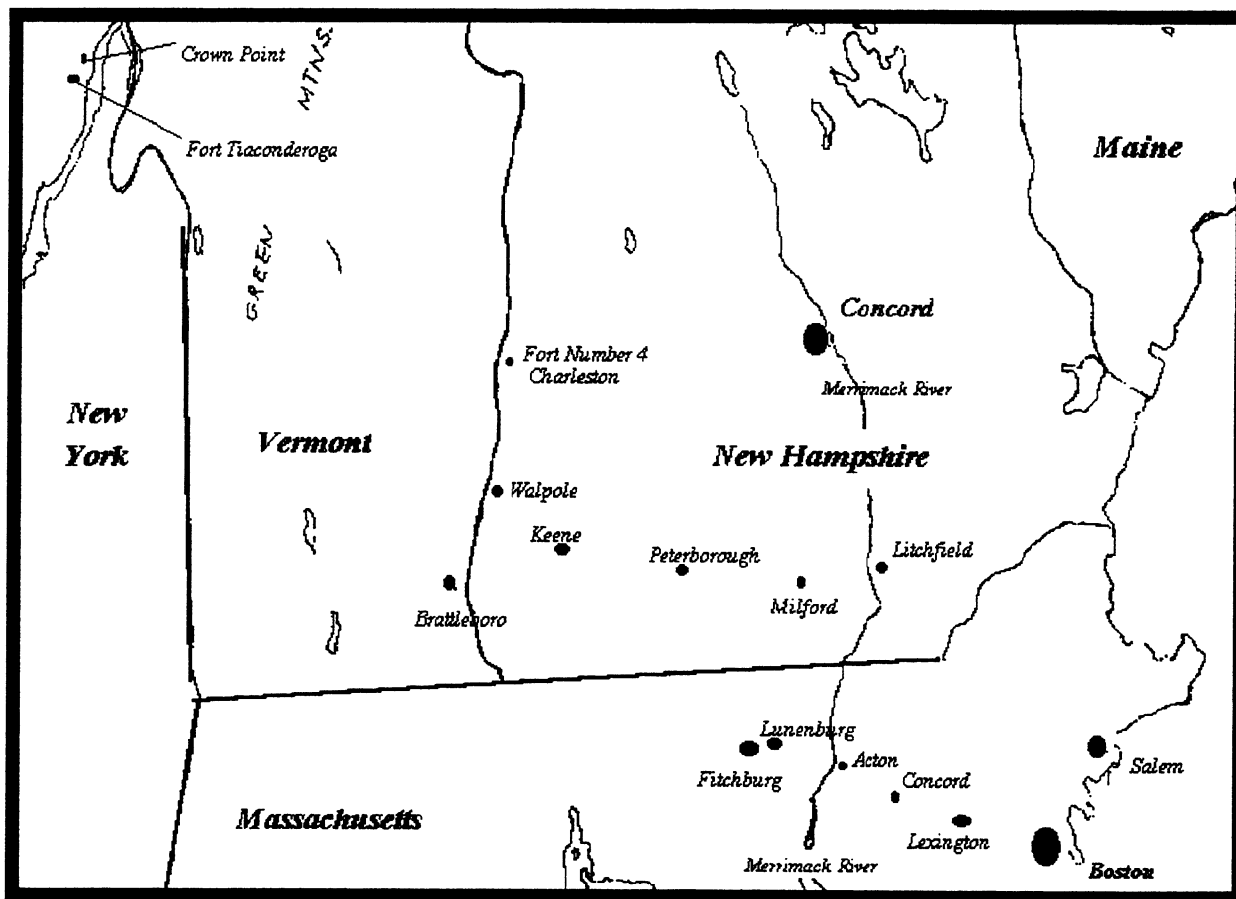 Crown Point
MTNS.
Maine
Fort Tiaconderoga
GREEN
Concord
Fort Number 4
Charleston
Merrimack River
New
York
Vermont
New Hampshire
Walpole
Keene
Peterborough
Litchfield
Milford
Brattleboro
Lunenburg
Fitchburg
Acton
Salem
Concord
Massachusetts
Lexington
Merrimack River
Boston